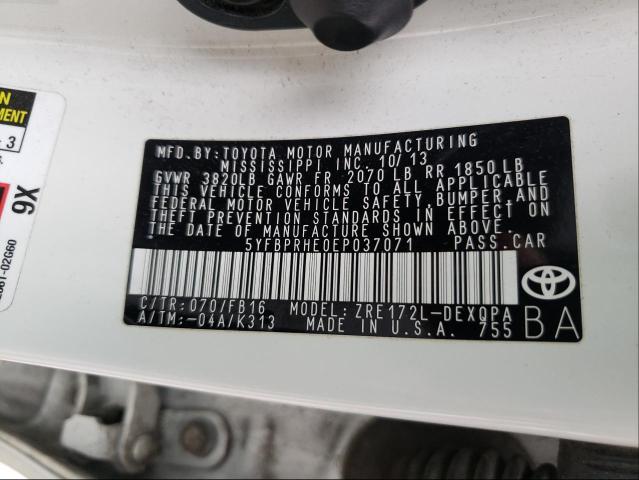 MFD.BY:TOYOTA MOTOR MANUFACTURING
MISSISSIPPI, INC. 10/13
GVWR 3820LB GAWR FR 2070 LB, RR 1850 LB
THIS VEHICLE CONFORMS TO ALL APPLICABLE
FEDERAL MOTOR VEHICLE SAFETY,BUMPER,AND
THEFT PREVENTION STANDARDS IN EFFECT ON
THE DATE OF MANUFACTURE SHOWN ABOVE.
5YFBPRHE0EP037071 PASS.CAR
C/TR:070/FB16 MODEL:ZRE172L-DEXQPA
A/TM:-04A/K313 MADE IN U.S.A. 755
BA
MENT
- 3
9X
-02G60